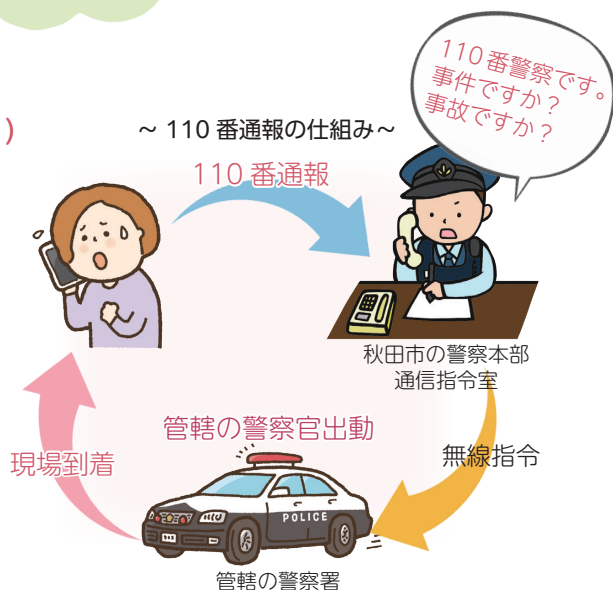 110番警察です。
事件ですか？
事故ですか？
)
～ 110 番通報の仕組み～
110 番通報
秋田市の警察本部
通信指令室
無線指令
管轄の警察官出動
現場到着
POLICE
管轄の警察署